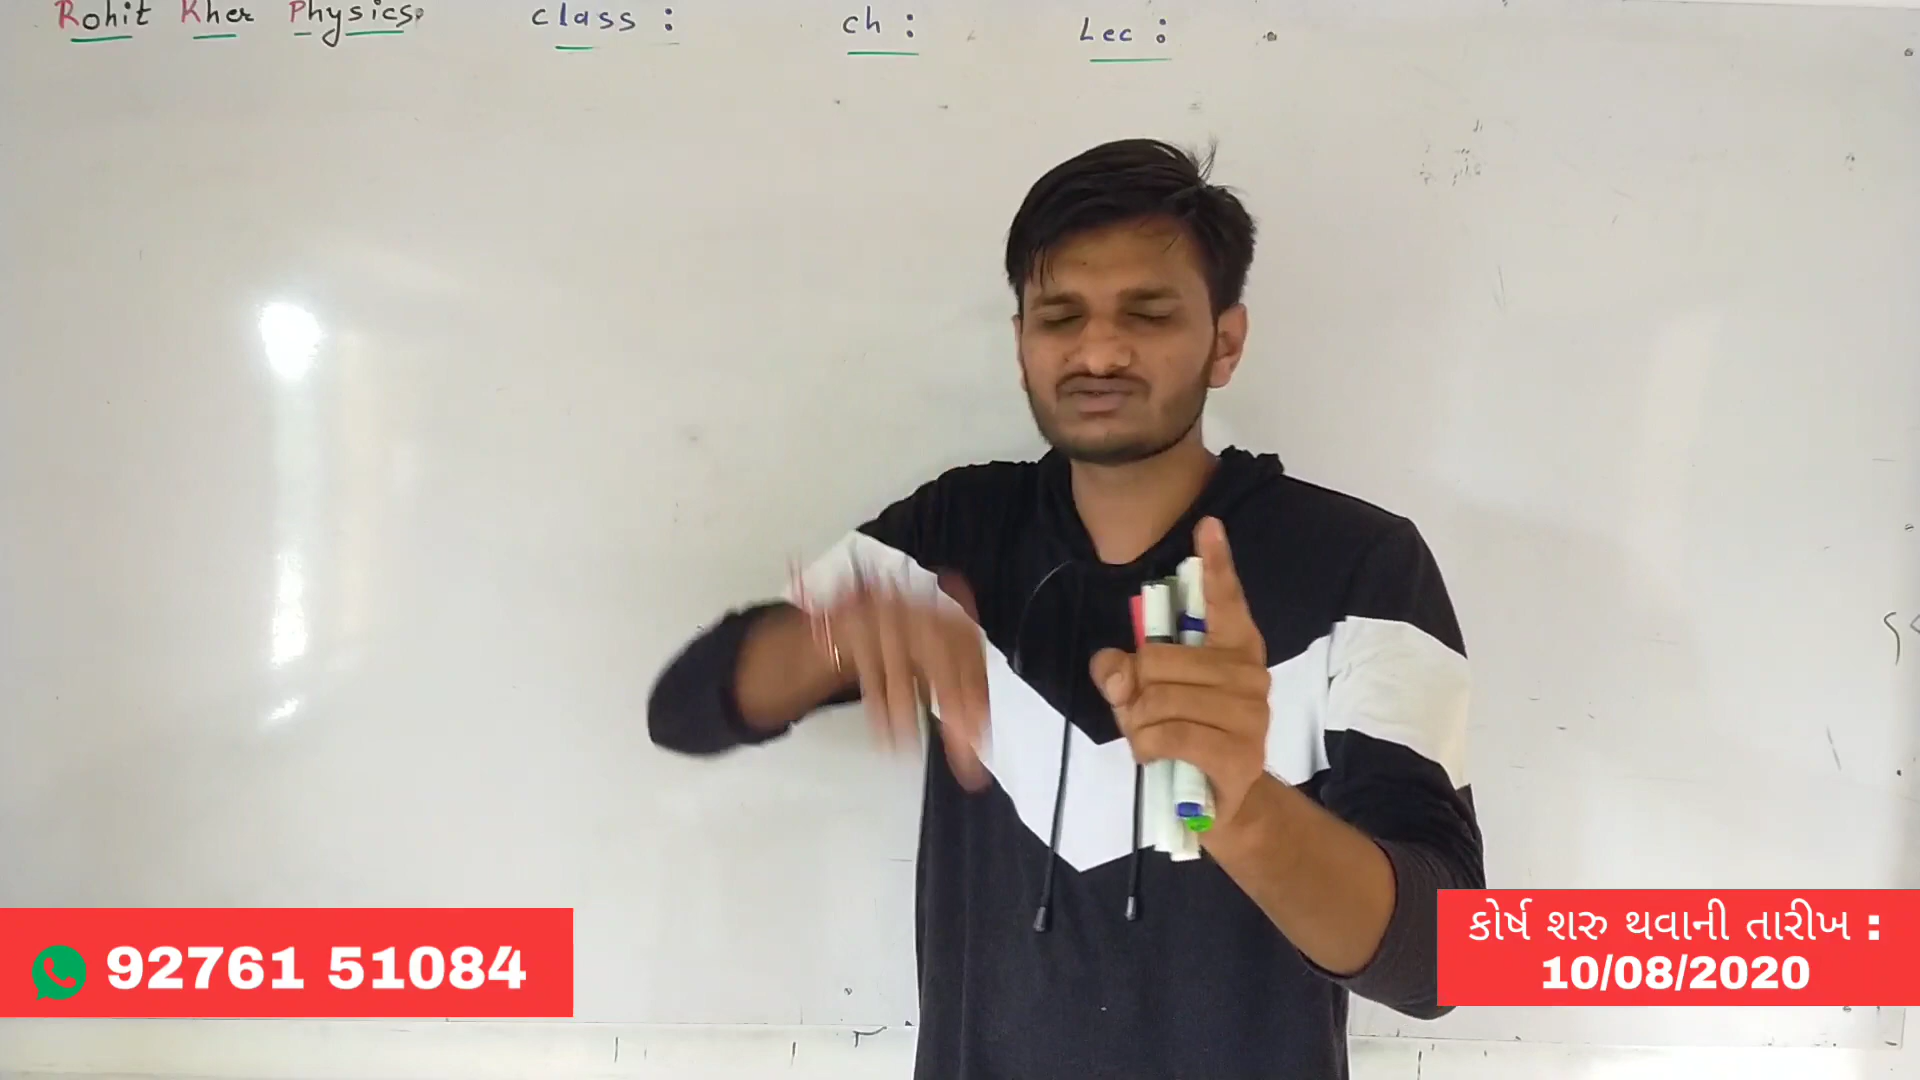 Rohit Kher Physics. class : ch : Lec :
92761 51084
કોર્ષ શરુ થવાની તારીખ :
10/08/2020